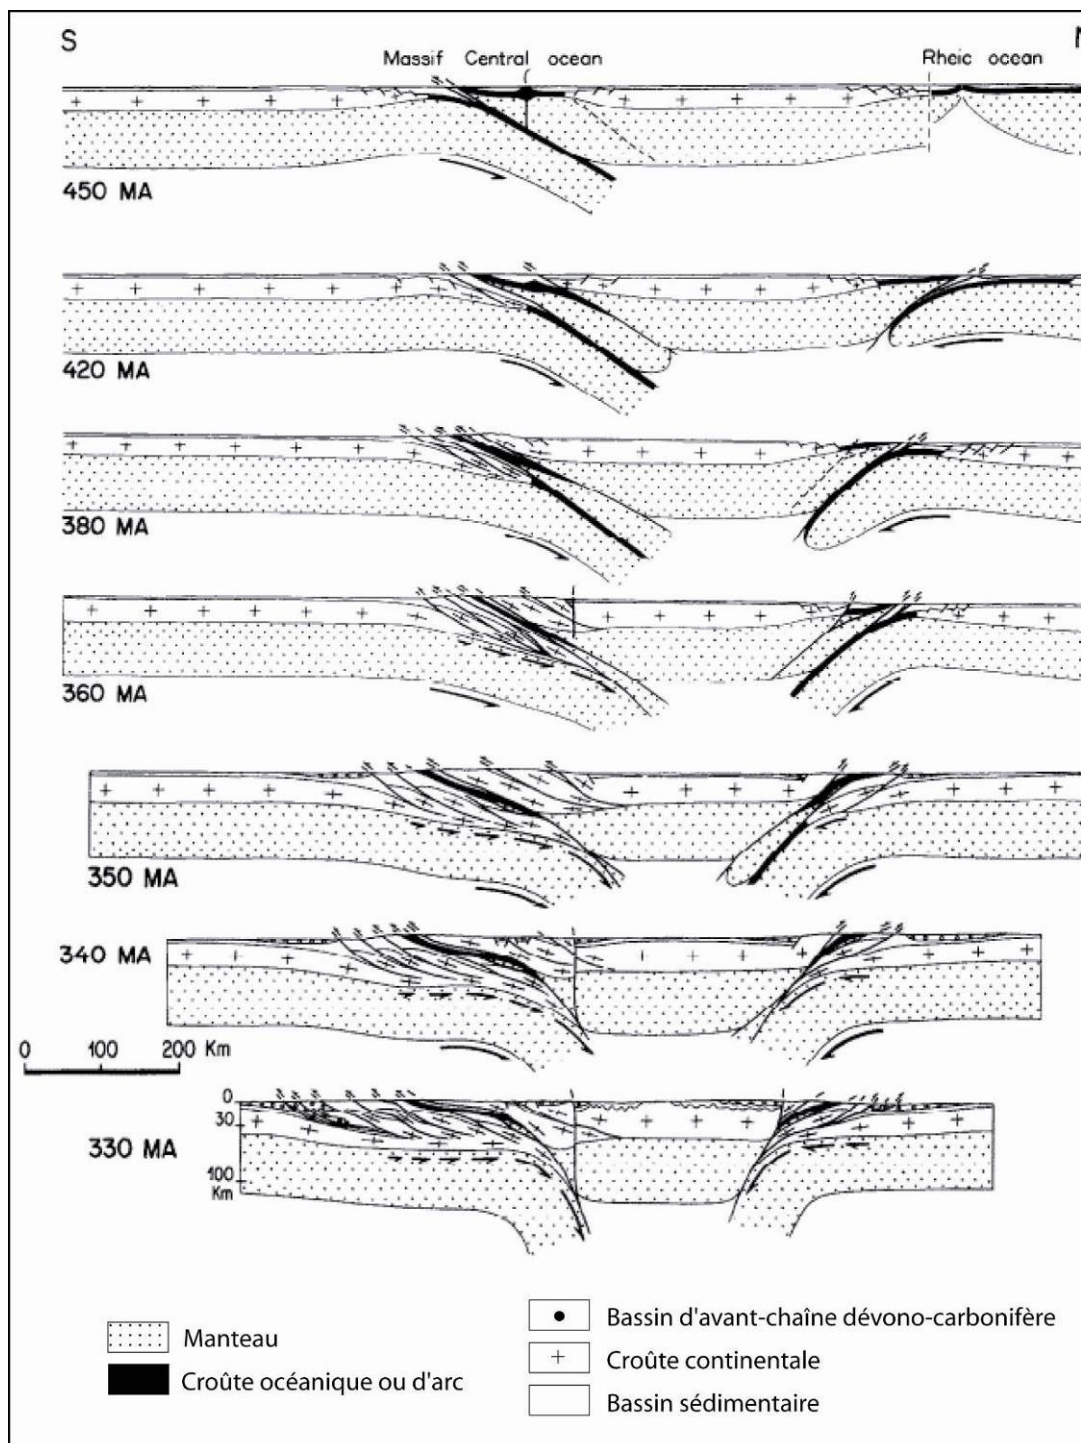 S
Massif Central ocean
Rheic ocean
450 MA
420 MA
380 MA
360 MA
350 MA
340 MA
0 100 200 Km
0
30
330 MA
100
Km
Manteau
Croûte océanique ou d'arc
Bassin d'avant-chaîne dévono-carbonifère
Croûte continentale
Bassin sédimentaire